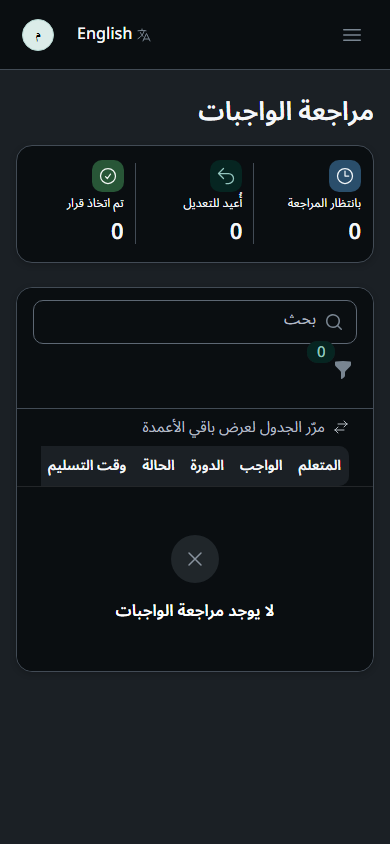 م English
مراجعة الواجبات
بانتظار المراجعة أعيد للتعديل تم اتخاذ قرار
0 0 0
بحث
0
مرّر الجدول لعرض باقي الأعمدة
المتعلم الواجب الدورة الحالة وقت التسليم
لا يوجد مراجعة الواجبات